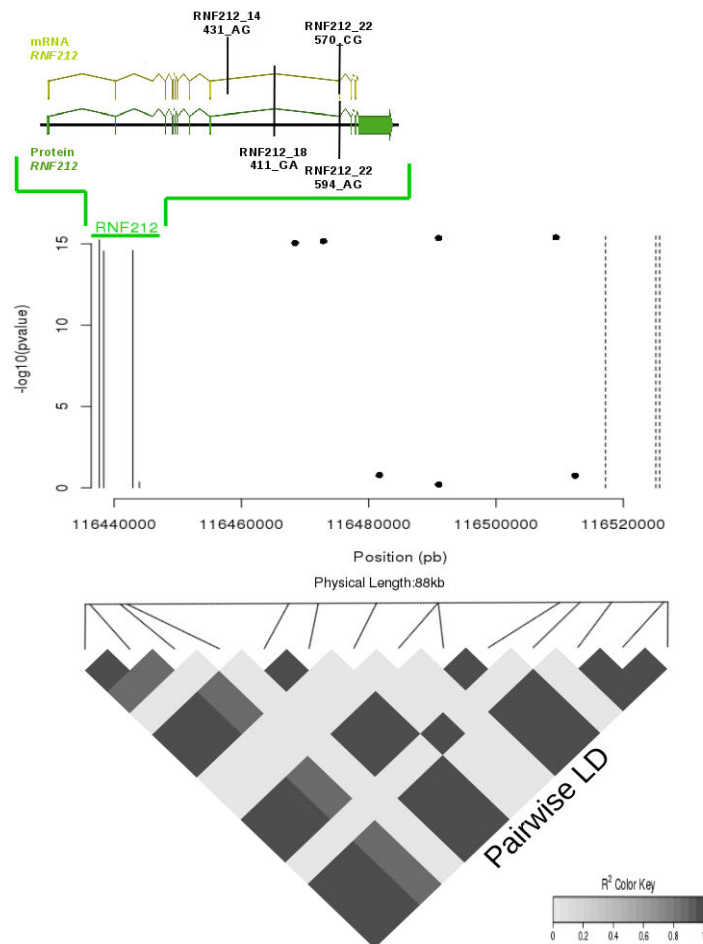 RNF212_14
431_AG
RNF212_22
570_CG
mRNA
RNF212
Protein
RNF212
RNF212_18
411_GA
RNF212_22
594_AG
RNF212
-log10(pvalue)
15
10
5
0
116440000
116460000
116480000
116500000
116520000
Position (pb)
Physical Length:88kb
Pairwise LD
R² Color Key
0
0.2
0.4
0.6
0.8
1